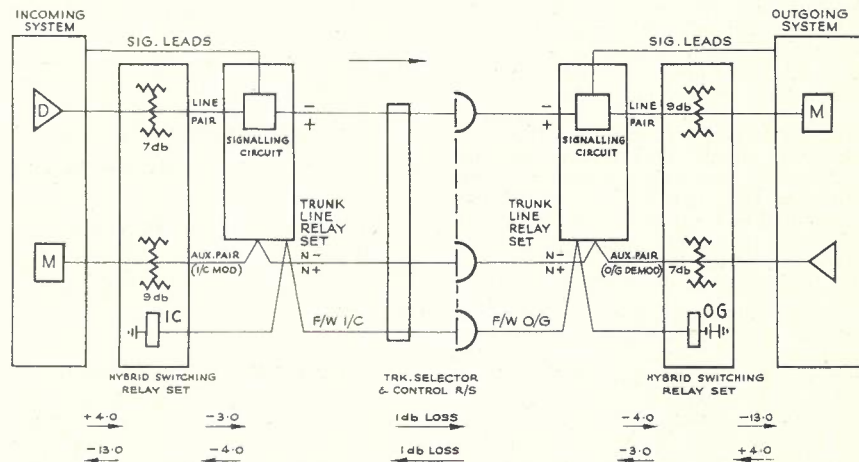 INCOMING
SYSTEM
OUTGOING
SYSTEM
SIG. LEADS
SIG. LEADS
D
7db
LINE
PAIR
SIGNALLING
CIRCUIT
-
+
-
+
SIGNALLING
CIRCUIT
LINE
PAIR
9db
M
TRUNK
LINE
RELAY
SET
TRUNK
LINE
RELAY
SET
M
9db
AUX. PAIR
(I/C MOD)
N-
N+
N-
N+
AUX. PAIR
(O/G DEMOD)
7db
IC
F/W I/C
F/W O/G
OG
HYBRID SWITCHING
RELAY SET
TRK. SELECTOR
& CONTROL R/S
HYBRID SWITCHING
RELAY SET
+4·0
-3·0
1db LOSS
-4·0
-13·0
-13·0
-4·0
1db LOSS
-3·0
+4·0